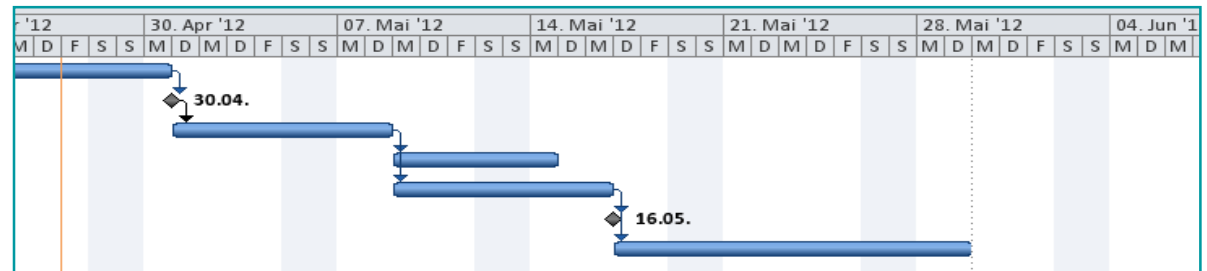 '12 30. Apr '12 07. Mai '12 14. Mai '12 21. Mai '12 28. Mai '12 04. Jun '1
M D F S S M D M D F S S M D M D F S S M D M D F S S M D M D F S S M D M D F S S M D M
30.04.
16.05.